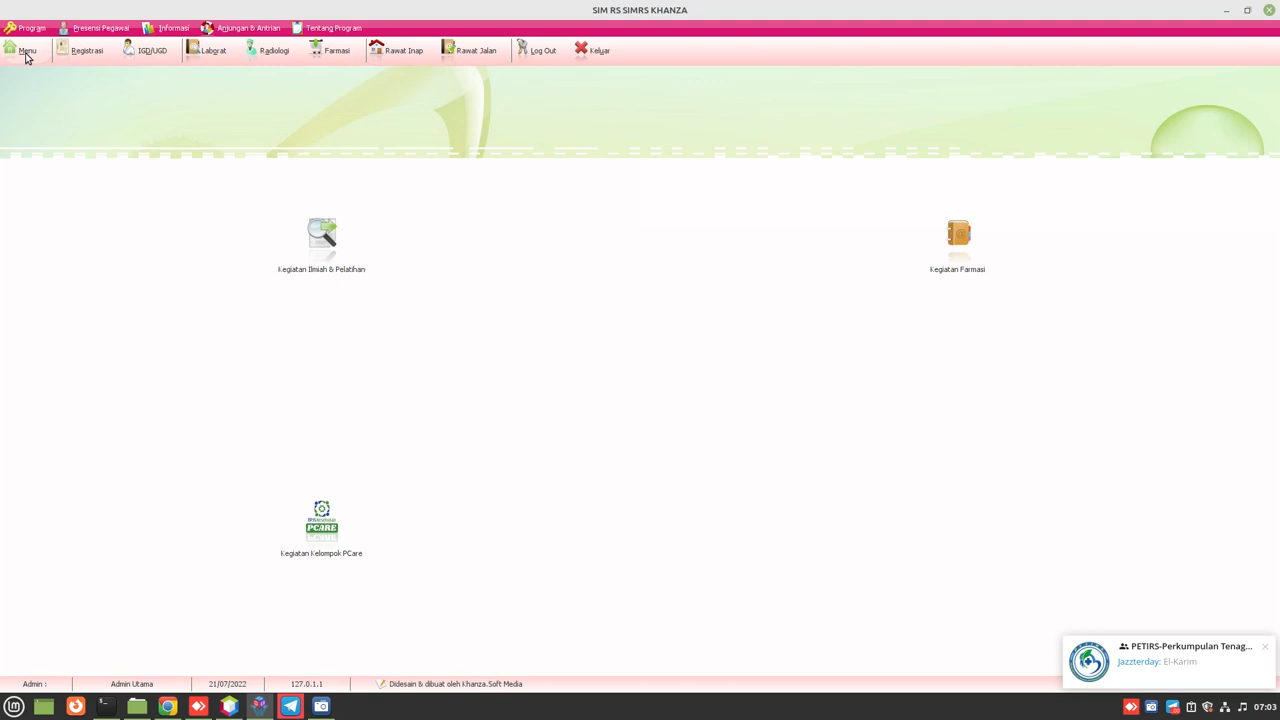 SIM RS SIMRS KHANZA
Program Presensi Pegawai Informasi Anjungan & Antrian Tentang Program
Menu Registrasi IGD/UGD Laborat Radiologi Farmasi Rawat Inap Rawat Jalan Log Out Keluar
Kegiatan Ilmiah & Pelatihan
Kegiatan Farmasi
PCARE
Kegiatan Kelompok PCare
PETIRS-Perkumpulan Tenag...
Jazzterday: El-Karim
Admin : Admin Utama 21/07/2022 127.0.1.1 Didesain & dibuat oleh Khanza.Soft Media
07:03